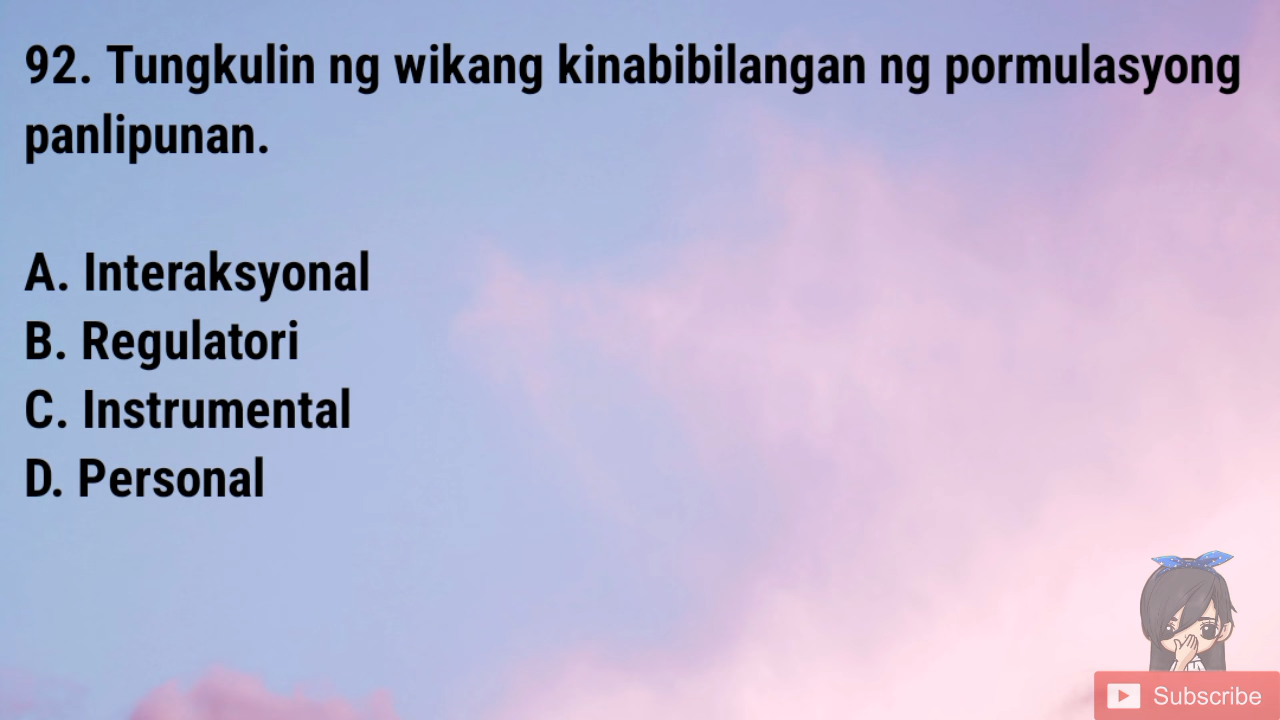 92. Tungkulin ng wikang kinabibilangan ng pormulasyong
panlipunan.
A. Interaksyonal
B. Regulatori
C. Instrumental
D. Personal
Subscribe